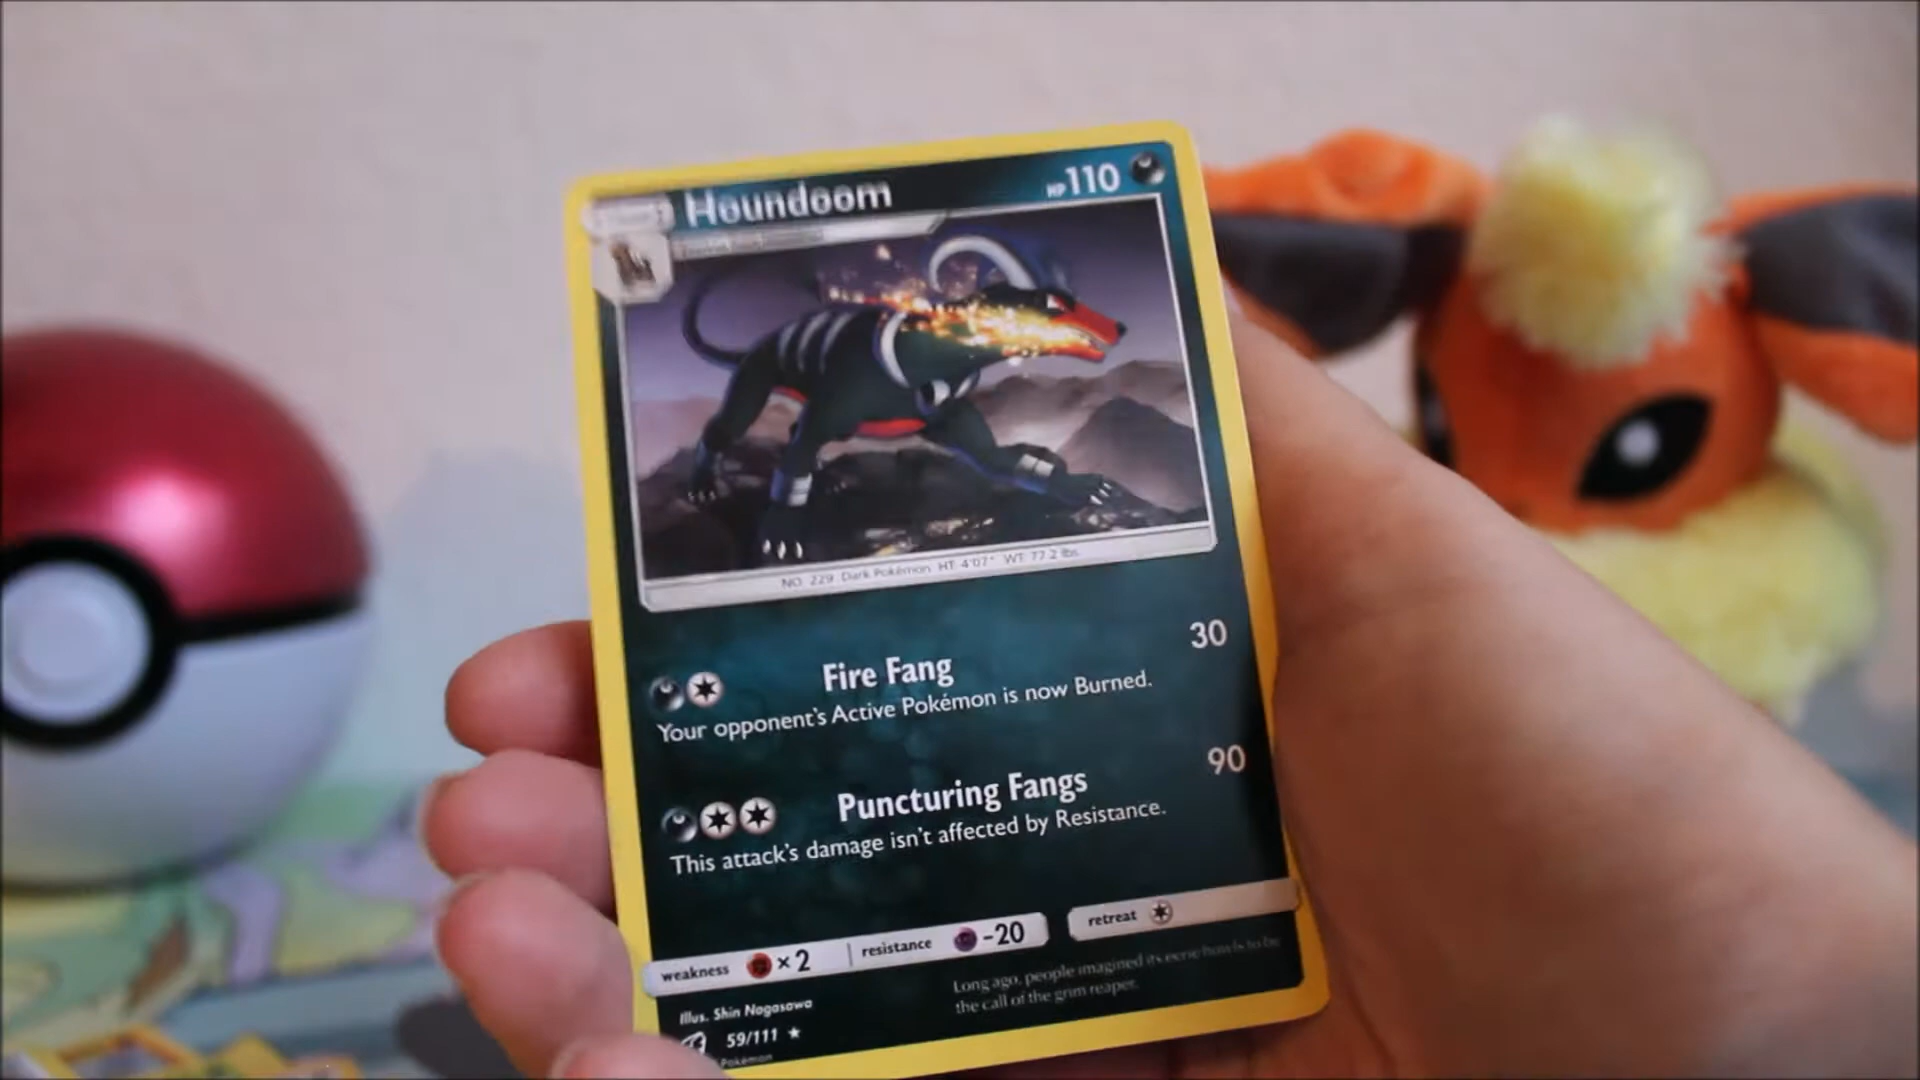 Houndoom
HP110
NO. 229 Dark Pokémon HT: 4'07" WT: 77.2 lbs.
Fire Fang
30
Your opponent's Active Pokémon is now Burned.
Puncturing Fangs
90
This attack's damage isn't affected by Resistance.
weakness × 2
resistance -20
retreat
Long ago, people imagined its eerie howls to be
the call of the grim reaper.
Illus. Shin Nagasawa
59/111 ★
Pokémon